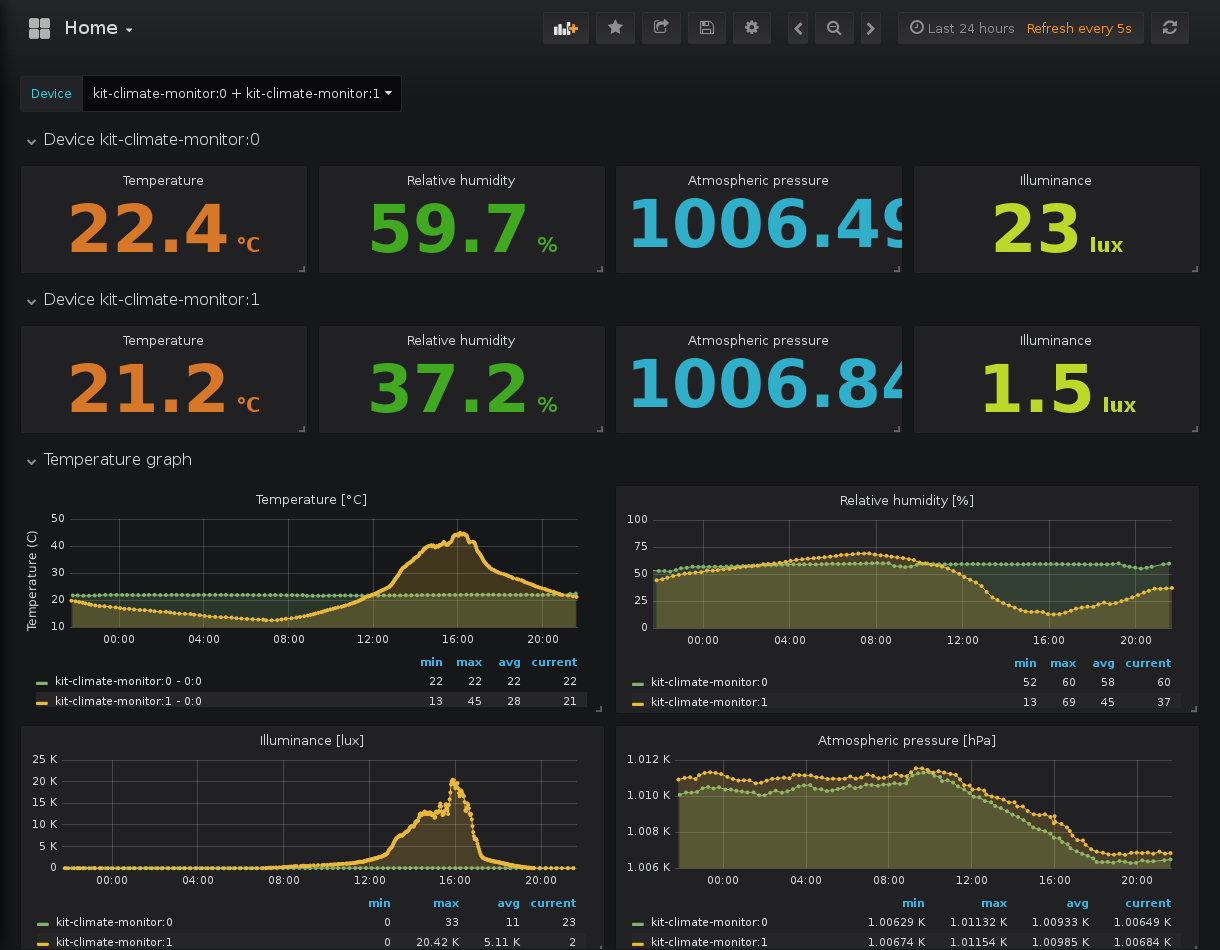 Home
Last 24 hours Refresh every 5s
Device kit-climate-monitor:0 + kit-climate-monitor:1
Device kit-climate-monitor:0
Temperature Relative humidity Atmospheric pressure Illuminance
22.4 °C 59.7 % 1006.49 23 lux
Device kit-climate-monitor:1
Temperature Relative humidity Atmospheric pressure Illuminance
21.2 °C 37.2 % 1006.84 1.5 lux
Temperature graph
Temperature [°C]
Temperature (C)
50
40
30
20
10
00:00 04:00 08:00 12:00 16:00 20:00
min max avg current
kit-climate-monitor:0 - 0:0 22 22 22 22
kit-climate-monitor:1 - 0:0 13 45 28 21
Relative humidity [%]
100
75
50
25
0
00:00 04:00 08:00 12:00 16:00 20:00
min max avg current
kit-climate-monitor:0 52 60 58 60
kit-climate-monitor:1 13 69 45 37
Illuminance [lux]
25 K
20 K
15 K
10 K
5 K
0
00:00 04:00 08:00 12:00 16:00 20:00
min max avg current
kit-climate-monitor:0 0 33 11 23
kit-climate-monitor:1 0 20.42 K 5.11 K 2
Atmospheric pressure [hPa]
1.012 K
1.010 K
1.008 K
1.006 K
00:00 04:00 08:00 12:00 16:00 20:00
min max avg current
kit-climate-monitor:0 1.00629 K 1.01132 K 1.00933 K 1.00649 K
kit-climate-monitor:1 1.00674 K 1.01154 K 1.00985 K 1.00684 K